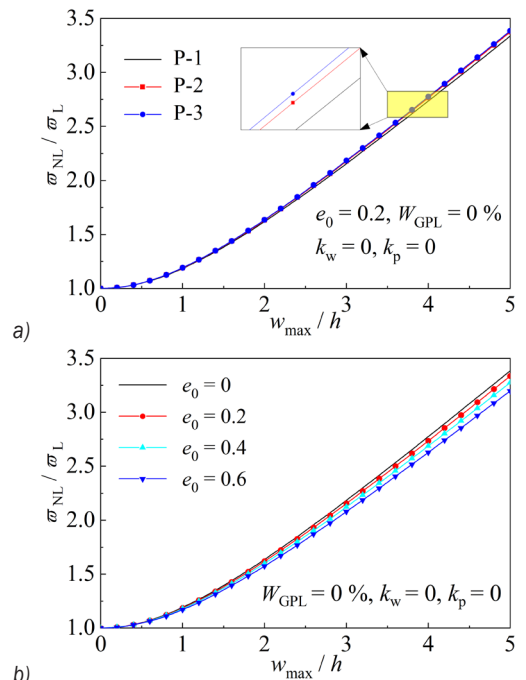 3.5
3.0
2.5
2.0
1.5
1.0
ϖNL / ϖL
P-1
P-2
P-3
e0 = 0.2, WGPL = 0 %
kw = 0, kp = 0
0 1 2 3 4 5
wmax / h
a)
3.5
3.0
2.5
2.0
1.5
1.0
ϖNL / ϖL
e0 = 0
e0 = 0.2
e0 = 0.4
e0 = 0.6
WGPL = 0 %, kw = 0, kp = 0
0 1 2 3 4 5
wmax / h
b)